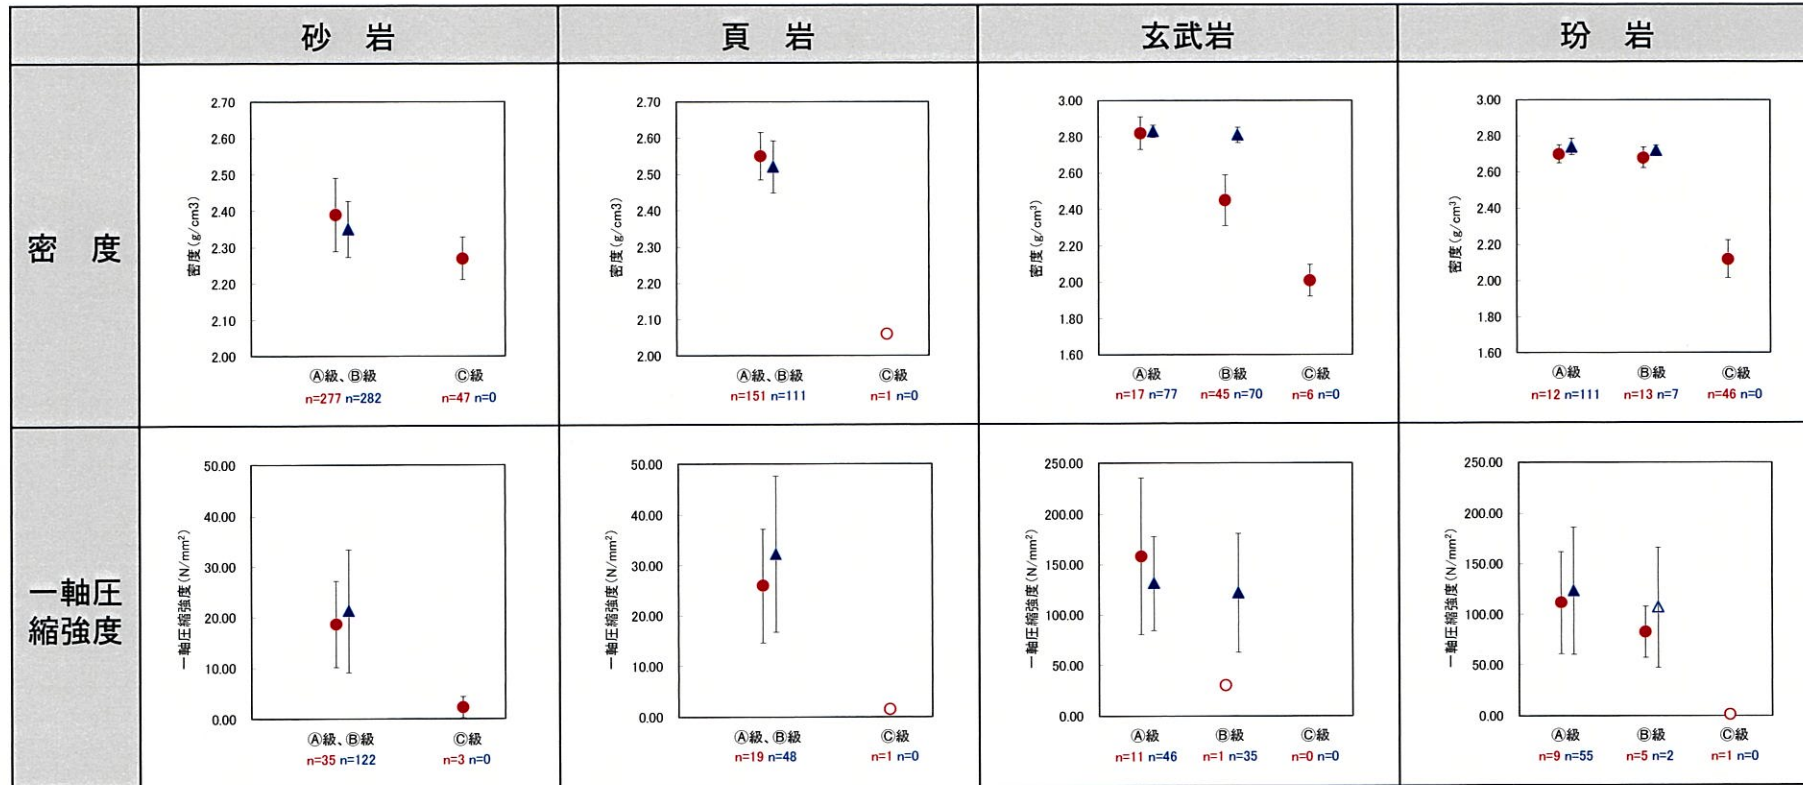 砂 岩
頁 岩
玄武岩
玢 岩
密 度
密度(g/cm3)
2.70
2.60
2.50
2.40
2.30
2.20
2.10
2.00
Ⓐ級、Ⓑ級
Ⓒ級
n=277 n=282
n=47 n=0
密度(g/cm3)
2.70
2.60
2.50
2.40
2.30
2.20
2.10
2.00
Ⓐ級、Ⓑ級
Ⓒ級
n=151 n=111
n=1 n=0
密度(g/cm³)
3.00
2.80
2.60
2.40
2.20
2.00
1.80
1.60
Ⓐ級
Ⓑ級
Ⓒ級
n=17 n=77
n=45 n=70
n=6 n=0
密度(g/cm³)
3.00
2.80
2.60
2.40
2.20
2.00
1.80
1.60
Ⓐ級
Ⓑ級
Ⓒ級
n=12 n=111
n=13 n=7
n=46 n=0
一軸圧
縮強度
一軸圧縮強度(N/mm²)
50.00
40.00
30.00
20.00
10.00
0.00
Ⓐ級、Ⓑ級
Ⓒ級
n=35 n=122
n=3 n=0
一軸圧縮強度(N/mm²)
50.00
40.00
30.00
20.00
10.00
0.00
Ⓐ級、Ⓑ級
Ⓒ級
n=19 n=48
n=1 n=0
一軸圧縮強度(N/mm²)
250.00
200.00
150.00
100.00
50.00
0.00
Ⓐ級
Ⓑ級
Ⓒ級
n=11 n=46
n=1 n=35
n=0 n=0
一軸圧縮強度(N/mm²)
250.00
200.00
150.00
100.00
50.00
0.00
Ⓐ級
Ⓑ級
Ⓒ級
n=9 n=55
n=5 n=2
n=1 n=0